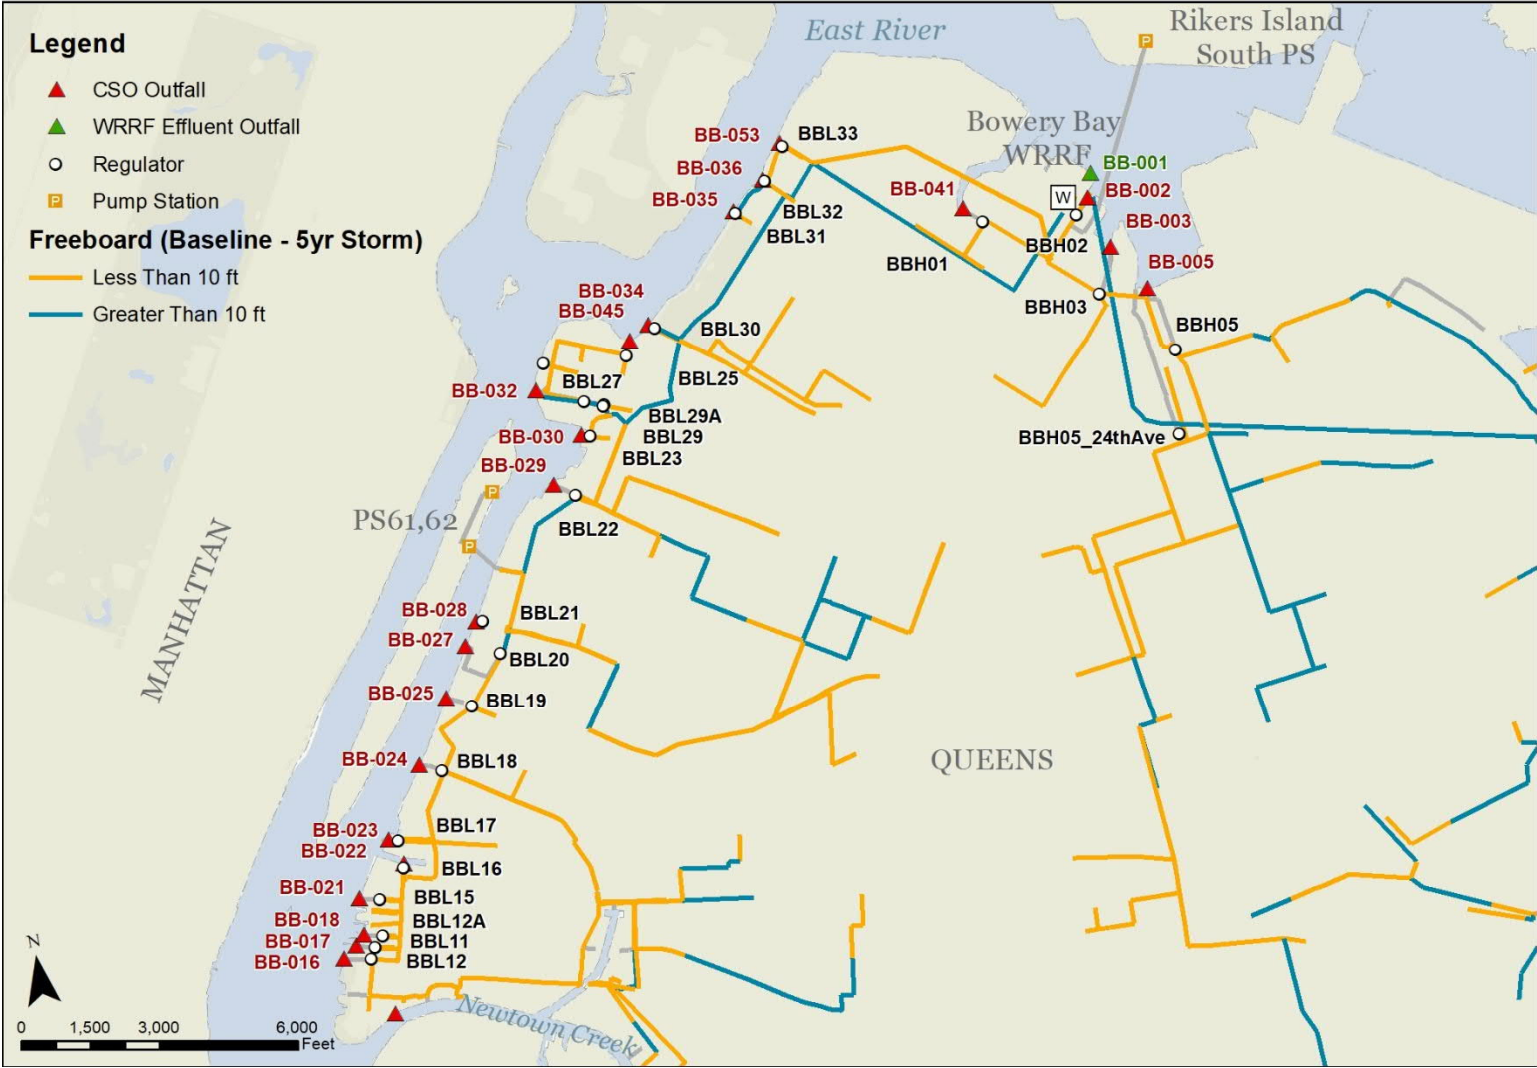 Legend
CSO Outfall
WRRF Effluent Outfall
Regulator
P Pump Station
Freeboard (Baseline - 5yr Storm)
Less Than 10 ft
Greater Than 10 ft
East River
Rikers Island
South PS
P
Bowery Bay
WRRF
W
BB-001
BB-002
BB-003
BB-005
BB-053
BBL33
BB-036
BB-035
BBL32
BBL31
BB-041
BBH01
BBH02
BBH03
BBH05
BBH05_24thAve
BB-034
BB-045
BBL30
BBL25
BB-032
BBL27
BBL29A
BB-030
BBL29
BBL23
BB-029
P
PS61,62
P
BBL22
MANHATTAN
BB-028
BBL21
BB-027
BBL20
BB-025
BBL19
QUEENS
BB-024
BBL18
BB-023
BBL17
BB-022
BBL16
BB-021
BBL15
BB-018
BBL12A
BB-017
BBL11
BB-016
BBL12
N
Newtown Creek
0 1,500 3,000 6,000
Feet